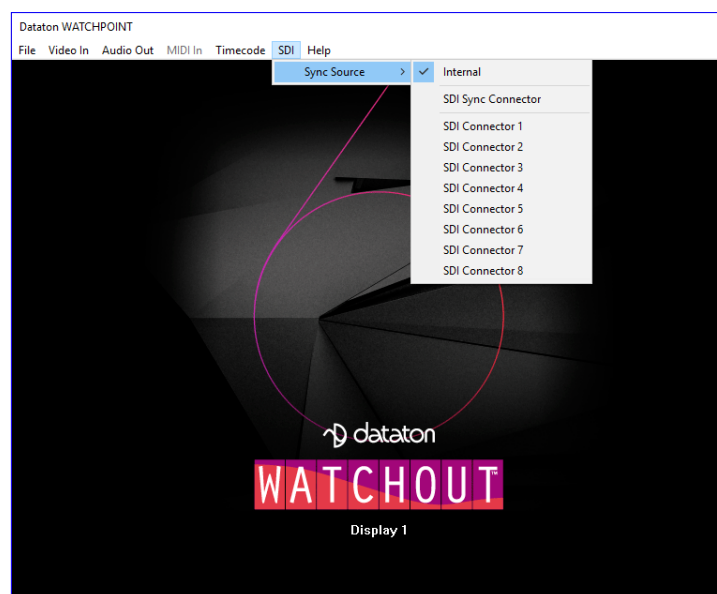 Dataton WATCHPOINT
File Video In Audio Out MIDI In Timecode SDI Help
Sync Source
Internal
SDI Sync Connector
SDI Connector 1
SDI Connector 2
SDI Connector 3
SDI Connector 4
SDI Connector 5
SDI Connector 6
SDI Connector 7
SDI Connector 8
dataton
WATCHOUT™
Display 1